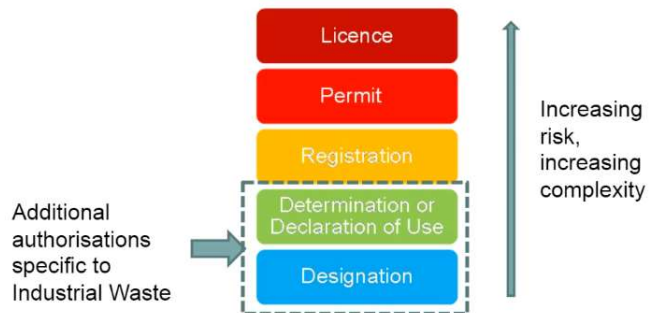 Licence
Permit
Registration
Determination or
Declaration of Use
Designation
Additional
authorisations
specific to
Industrial Waste
Increasing
risk,
increasing
complexity